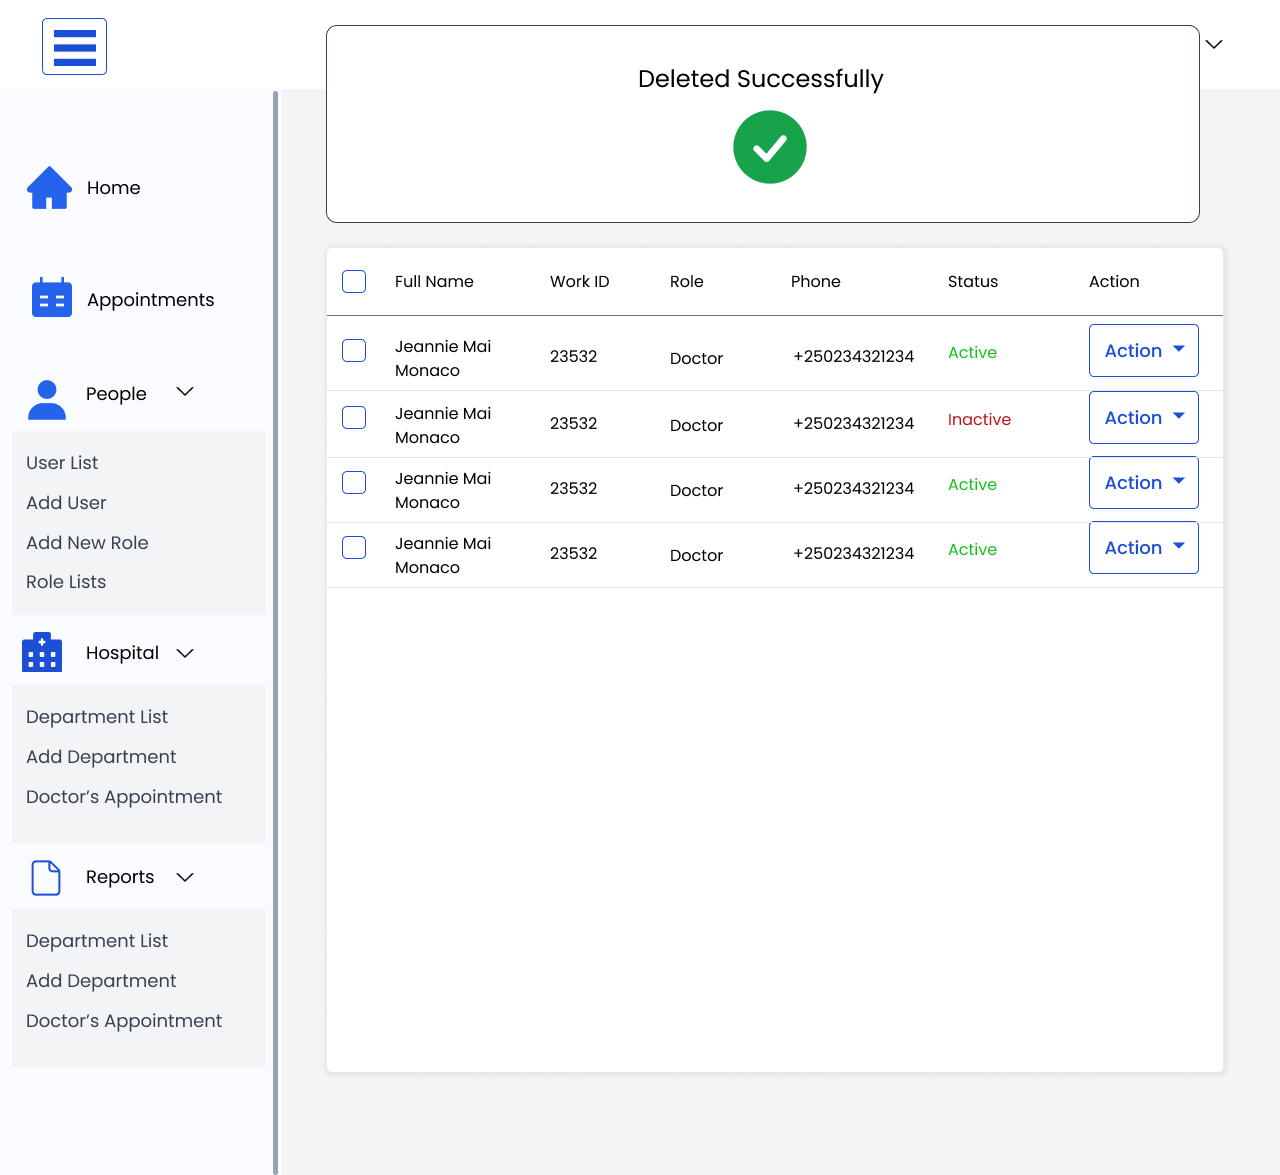 Deleted Successfully
Home
Appointments
People
User List
Add User
Add New Role
Role Lists
Hospital
Department List
Add Department
Doctor’s Appointment
Reports
Department List
Add Department
Doctor’s Appointment
Full Name Work ID Role Phone Status Action
Jeannie Mai
Monaco
23532 Doctor +250234321234 Active Action
Jeannie Mai
Monaco
23532 Doctor +250234321234 Inactive Action
Jeannie Mai
Monaco
23532 Doctor +250234321234 Active Action
Jeannie Mai
Monaco
23532 Doctor +250234321234 Active Action